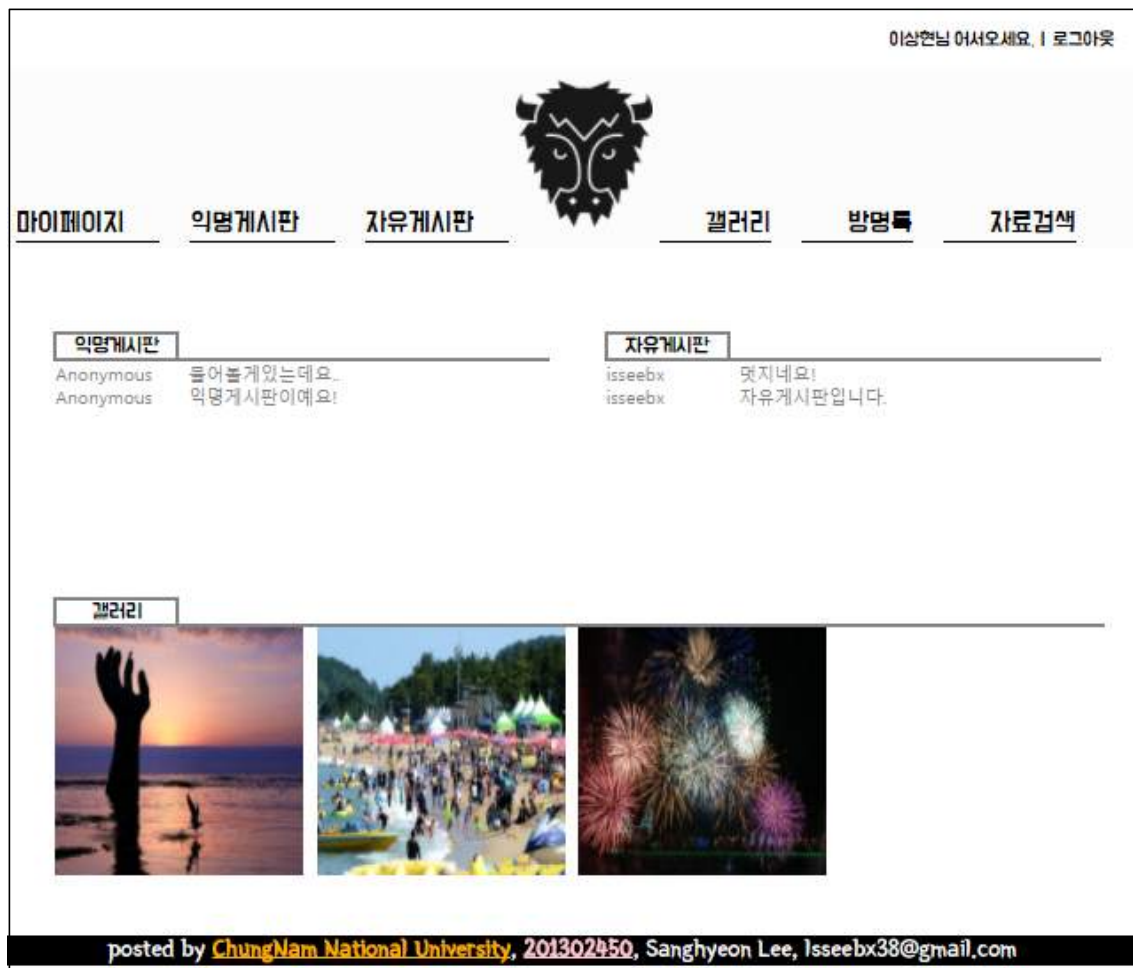 이상현님 어서오세요. | 로그아웃
마이페이지 익명게시판 자유게시판 갤러리 방명록 자료검색
익명게시판
Anonymous 물어볼게있는데요..
Anonymous 익명게시판이예요!
자유게시판
isseebx 멋지네요!
isseebx 자유게시판입니다.
갤러리
posted by ChungNam National University, 201302450, Sanghyeon Lee, Isseebx38@gmail.com